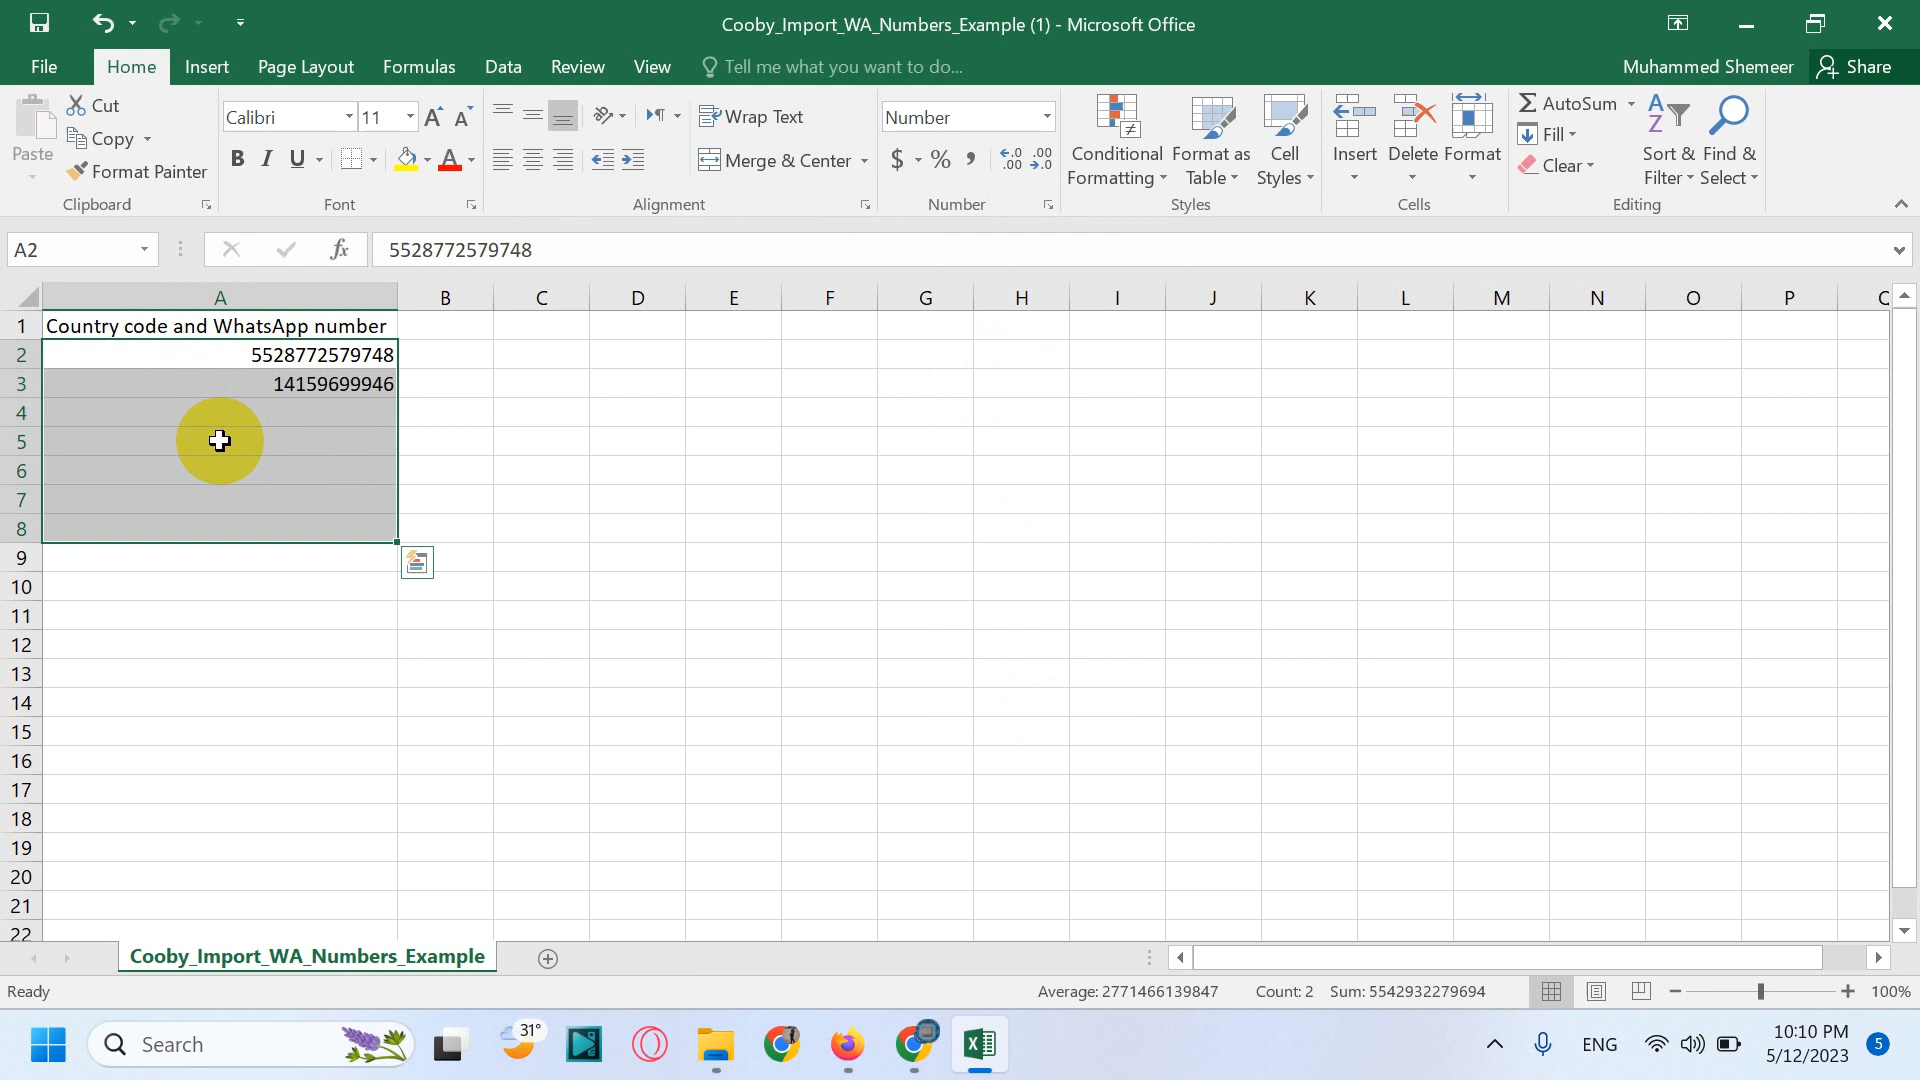 Cooby_Import_WA_Numbers_Example (1) - Microsoft Office
File Home Insert Page Layout Formulas Data Review View Tell me what you want to do... Muhammed Shemeer Share
Paste Cut Copy Format Painter Clipboard
Calibri 11 B I U A Font
Wrap Text Merge & Center Alignment
Number $ % , Number
Conditional Formatting Format as Table Cell Styles Styles
Insert Delete Format Cells
AutoSum Fill Clear Sort & Filter Find & Select Editing
A2 fx 5528772579748
A B C D E F G H I J K L M N O P
1 Country code and WhatsApp number
2 5528772579748
3 14159699946
4
5
6
7
8
9
10
11
12
13
14
15
16
17
18
19
20
21
22
Cooby_Import_WA_Numbers_Example
Ready Average: 2771466139847 Count: 2 Sum: 5542932279694 100%
Search 31° ENG 10:10 PM 5
5/12/2023